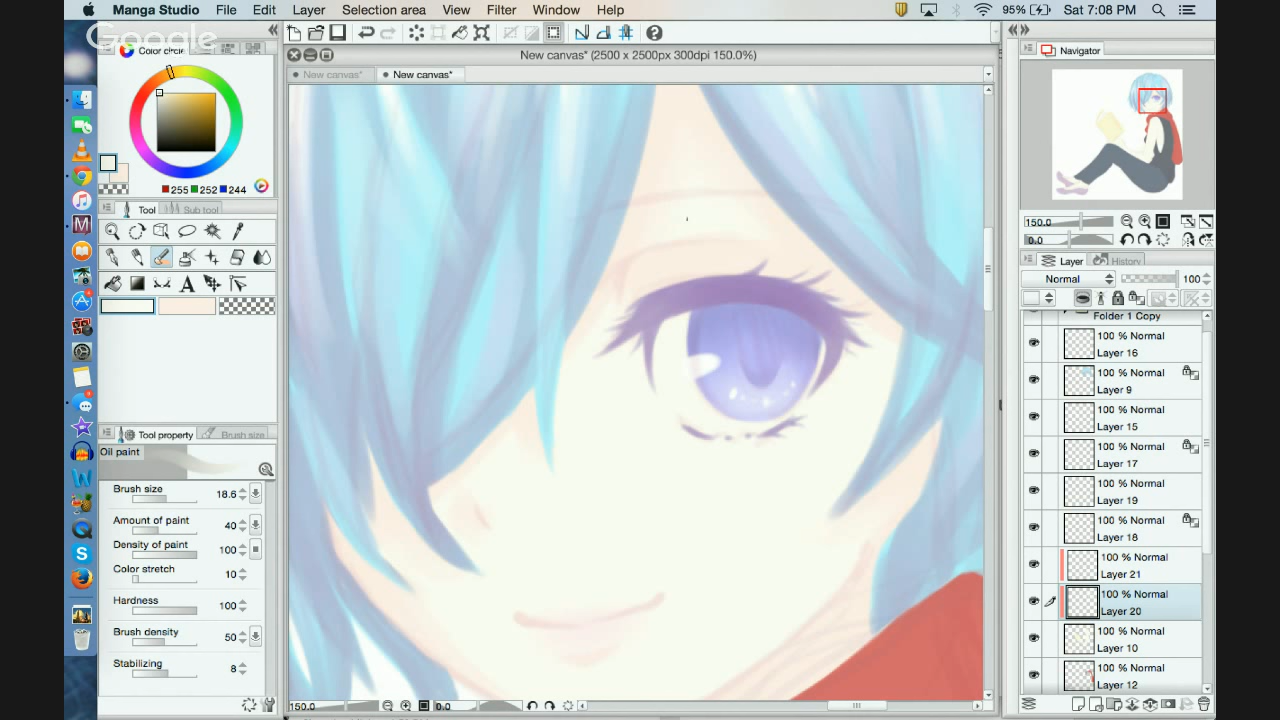 Manga Studio File Edit Layer Selection area View Filter Window Help
95% Sat 7:08 PM
Google
Color circle
New canvas* (2500 x 2500px 300dpi 150.0%)
New canvas* New canvas*
255 252 244
Tool Sub tool
A
Tool property Brush size
Oil paint
Brush size 18.6
Amount of paint 40
Density of paint 100
Color stretch 10
Hardness 100
Brush density 50
Stabilizing 8
150.0 0.0
Navigator
150.0
0.0
Layer History
Normal 100
Folder 1 Copy
100 % Normal
Layer 16
100 % Normal
Layer 9
100 % Normal
Layer 15
100 % Normal
Layer 17
100 % Normal
Layer 19
100 % Normal
Layer 18
100 % Normal
Layer 21
100 % Normal
Layer 20
100 % Normal
Layer 10
100 % Normal
Layer 12